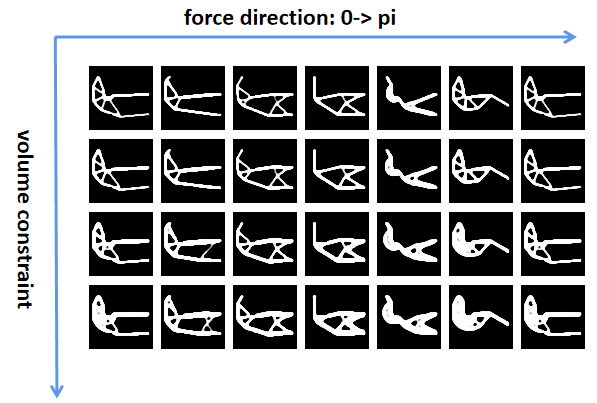 force direction: 0-> pi
volume constraint